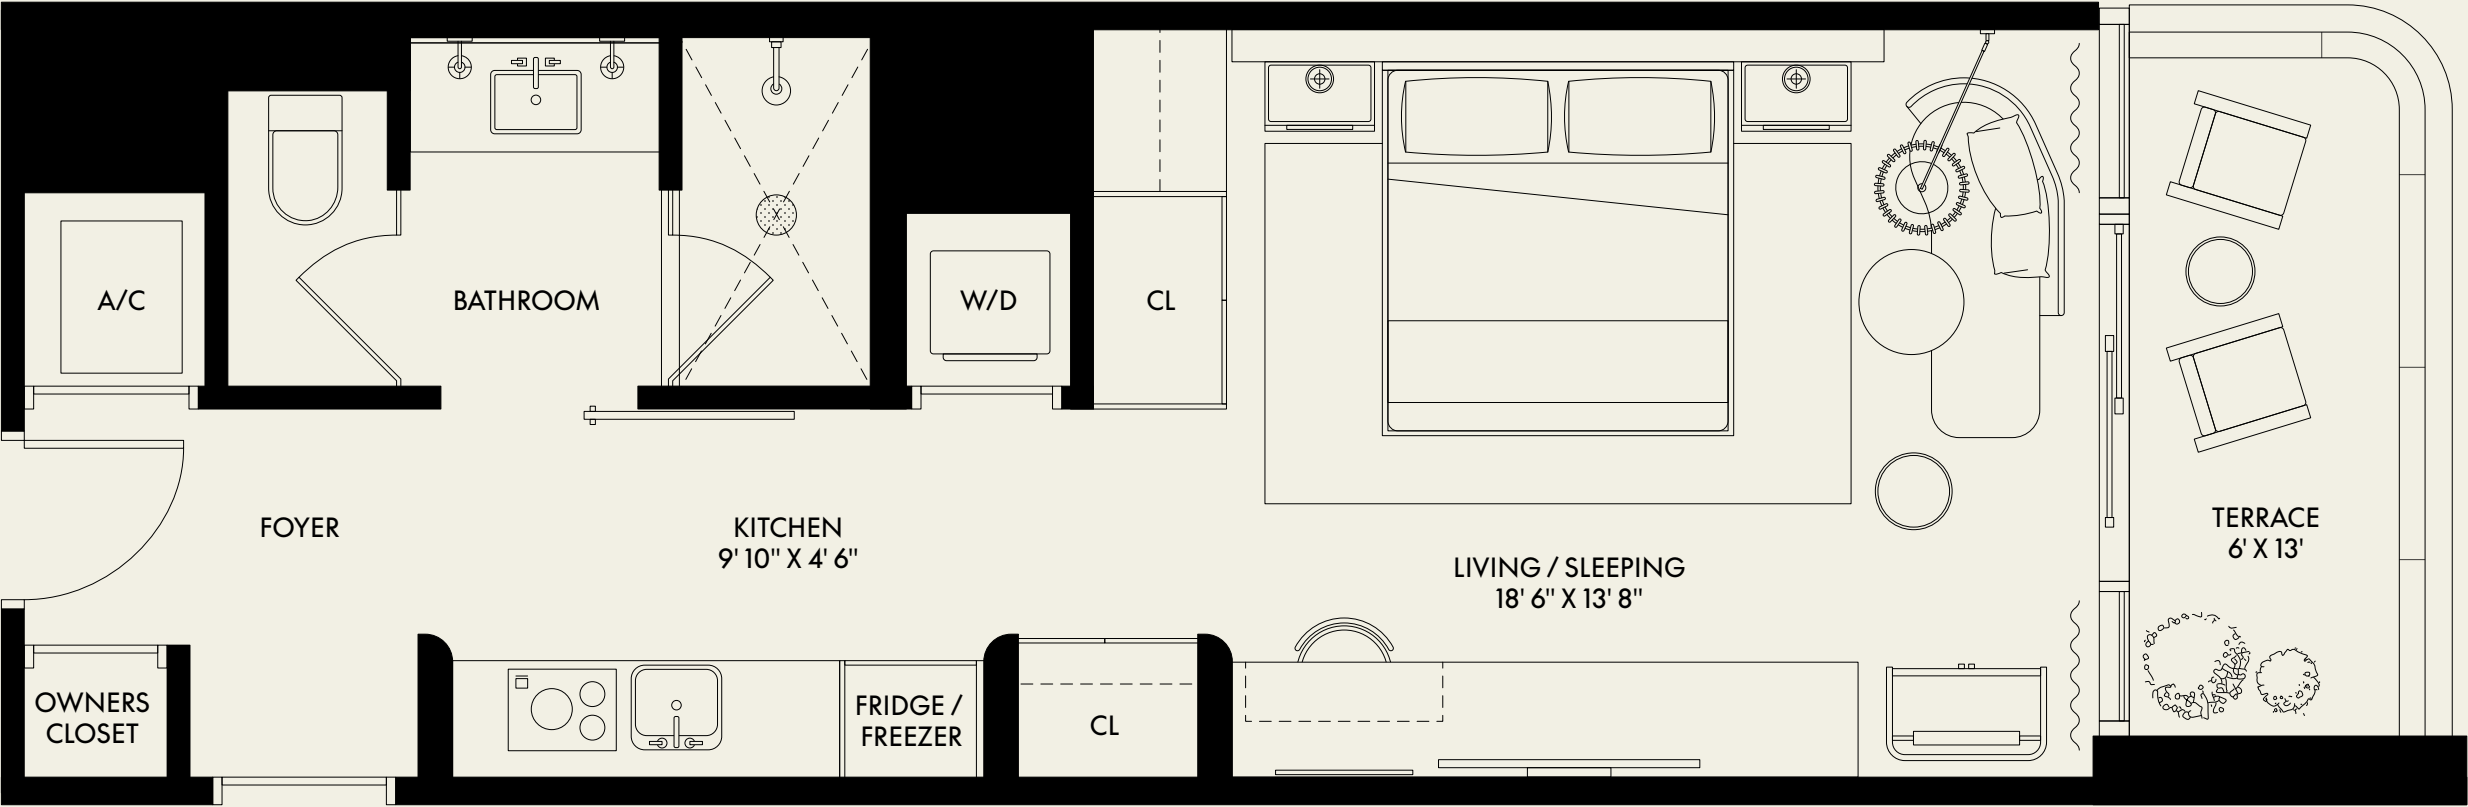 A/C
BATHROOM
W/D
CL
FOYER
KITCHEN
9' 10" X 4' 6"
LIVING / SLEEPING
18' 6" X 13' 8"
TERRACE
6' X 13'
OWNERS
CLOSET
FRIDGE /
FREEZER
CL